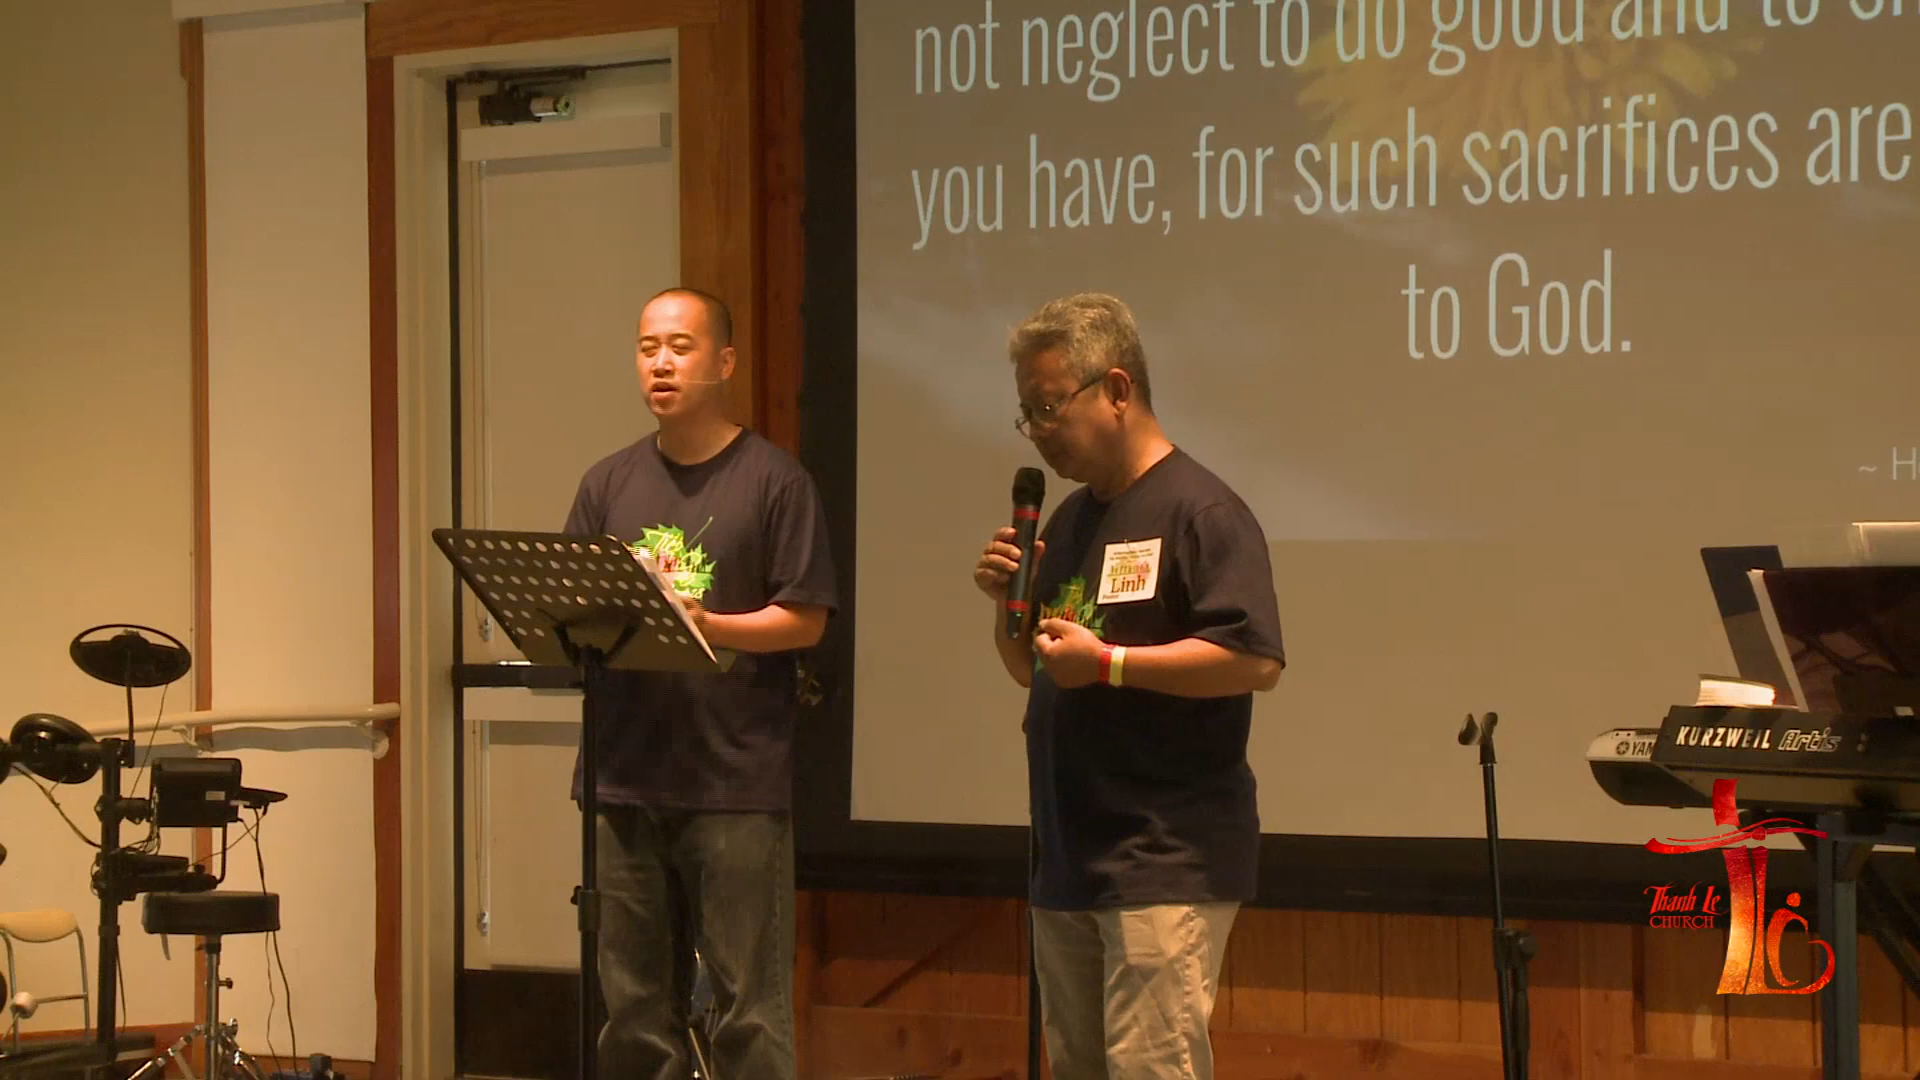 not neglect to do good and to
you have, for such sacrifices are
to God.
~ H
Linh
KURZWEIL Artis
YAM
Thanh Le
CHURCH